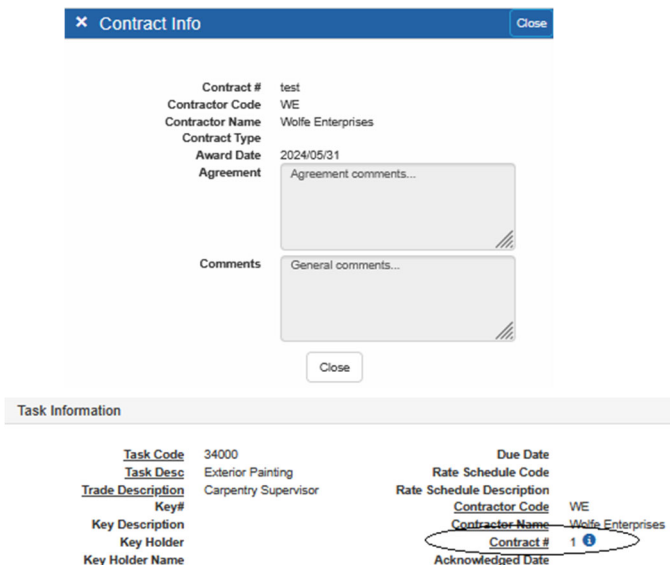 × Contract Info Close
Contract # test
Contractor Code WE
Contractor Name Wolfe Enterprises
Contract Type
Award Date 2024/05/31
Agreement Agreement comments...
Comments General comments...
Close
Task Information
Task Code 34000 Due Date
Task Desc Exterior Painting Rate Schedule Code
Trade Description Carpentry Supervisor Rate Schedule Description
Key# Contractor Code WE
Key Description Contractor Name Wolfe Enterprises
Key Holder Contract # 1 i
Key Holder Name Acknowledged Date